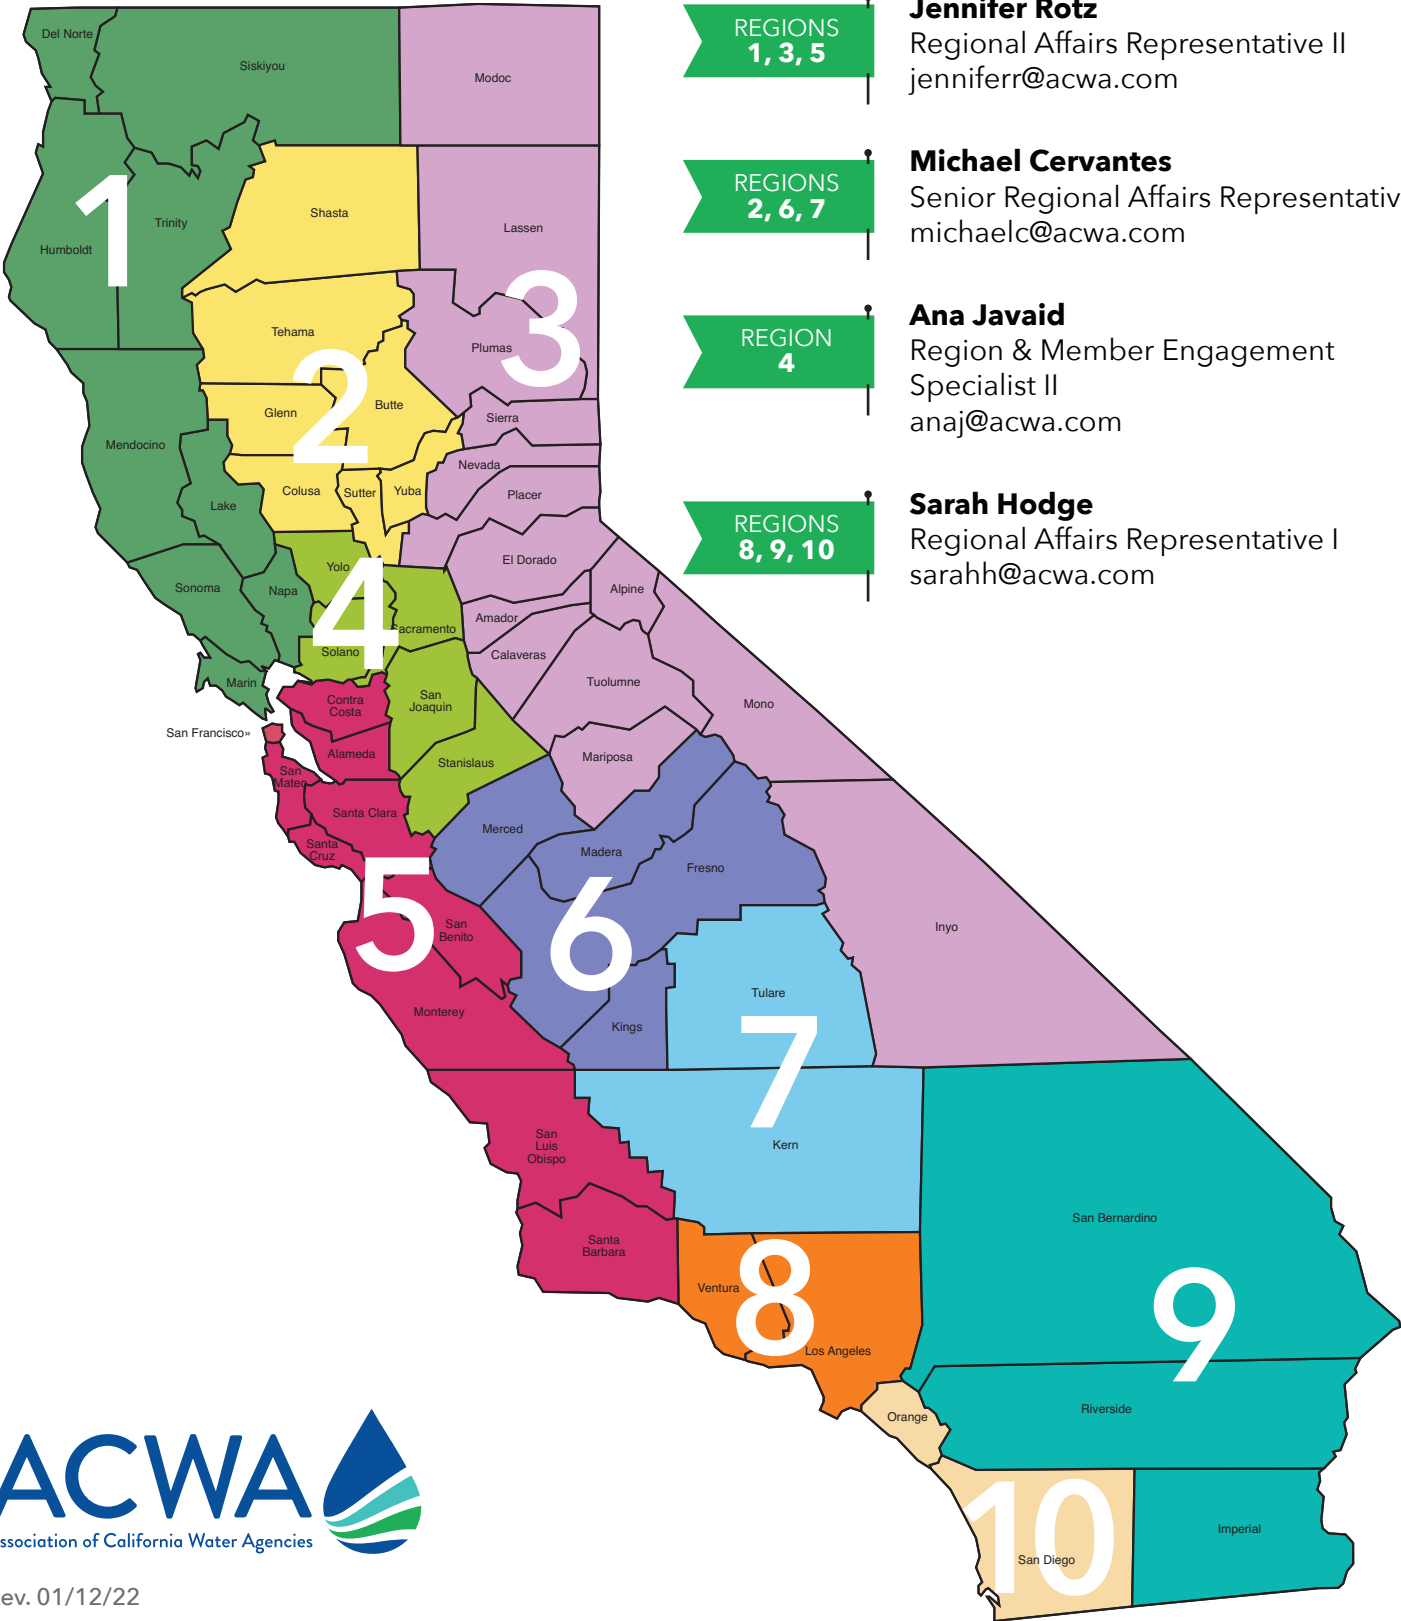 Del Norte
Siskiyou
Modoc
1
Humboldt
Trinity
Shasta
Lassen
3
Tehama
Plumas
2
Glenn
Butte
Sierra
Mendocino
Nevada
Colusa
Sutter
Yuba
Placer
Lake
El Dorado
Yolo
4
Sonoma
Napa
Alpine
Amador
acramento
Solano
Calaveras
Marin
Tuolumne
Contra
Costa
San
Joaquin
Mono
San Francisco»
Alameda
Stanislaus
Mariposa
San
Mateo
Santa Clara
Merced
Santa
Cruz
Madera
Fresno
5
6
San
Benito
Inyo
Tulare
Monterey
Kings
7
San
Luis
Obispo
Kern
Santa
Barbara
San Bernardino
8
Ventura
Los Angeles
9
Orange
Riverside
10
San Diego
Imperial
REGIONS
1, 3, 5
Jennifer Rotz
Regional Affairs Representative II
jenniferr@acwa.com
REGIONS
2, 6, 7
Michael Cervantes
Senior Regional Affairs Representativ
michaelc@acwa.com
REGION
4
Ana Javaid
Region & Member Engagement
Specialist II
anaj@acwa.com
REGIONS
8, 9, 10
Sarah Hodge
Regional Affairs Representative I
sarahh@acwa.com
ACWA
ssociation of California Water Agencies
ev. 01/12/22